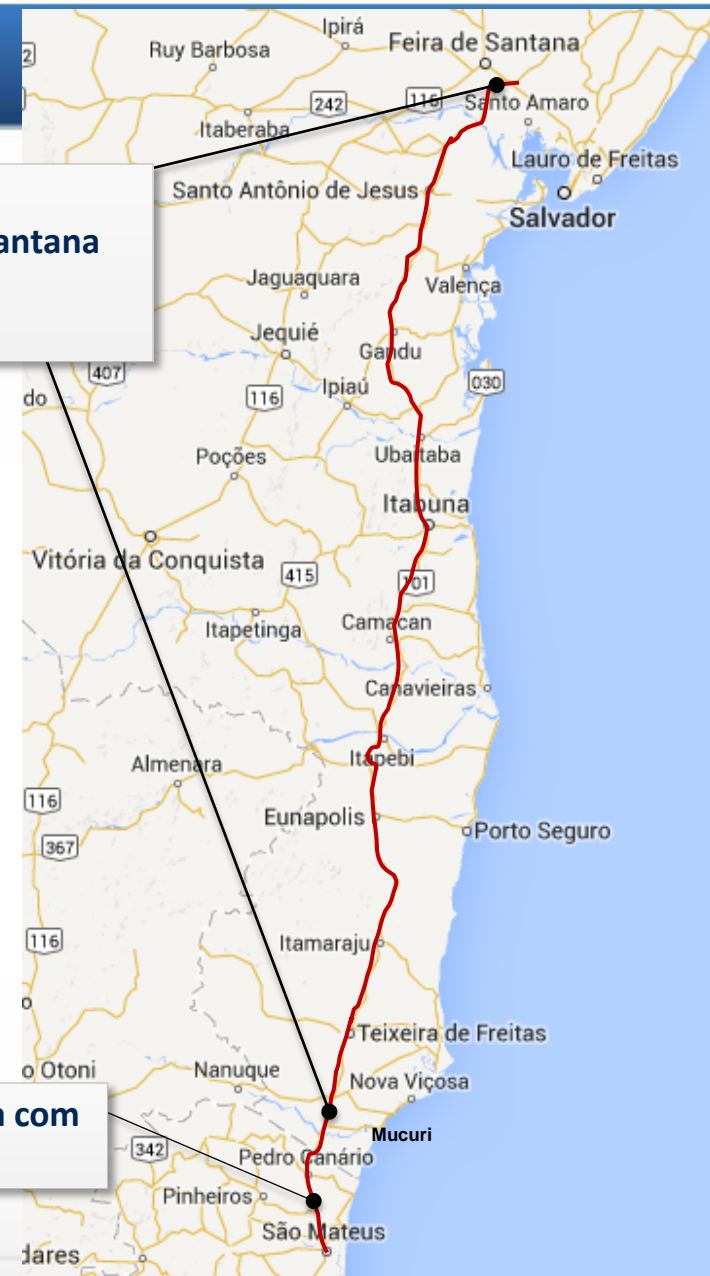 Ipirá
Ruy Barbosa
Feira de Santana
2
242
116
Santo Amaro
Itaberaba
Lauro de Freitas
Santo Antônio de Jesus
Salvador
antana
Jaguaquara
Valença
Jequié
Gandu
407
030
do
116
Ipiaú
Poções
Ubaitaba
Itabuna
Vitória da Conquista
415
101
Itapetinga
Camacan
Canavieiras
Itapebi
Almenara
116
Eunapolis
Porto Seguro
367
116
Itamaraju
Teixeira de Freitas
o Otoni
Nanuque
Nova Viçosa
com
Mucuri
342
Pedro Canário
Pinheiros
São Mateus
dares